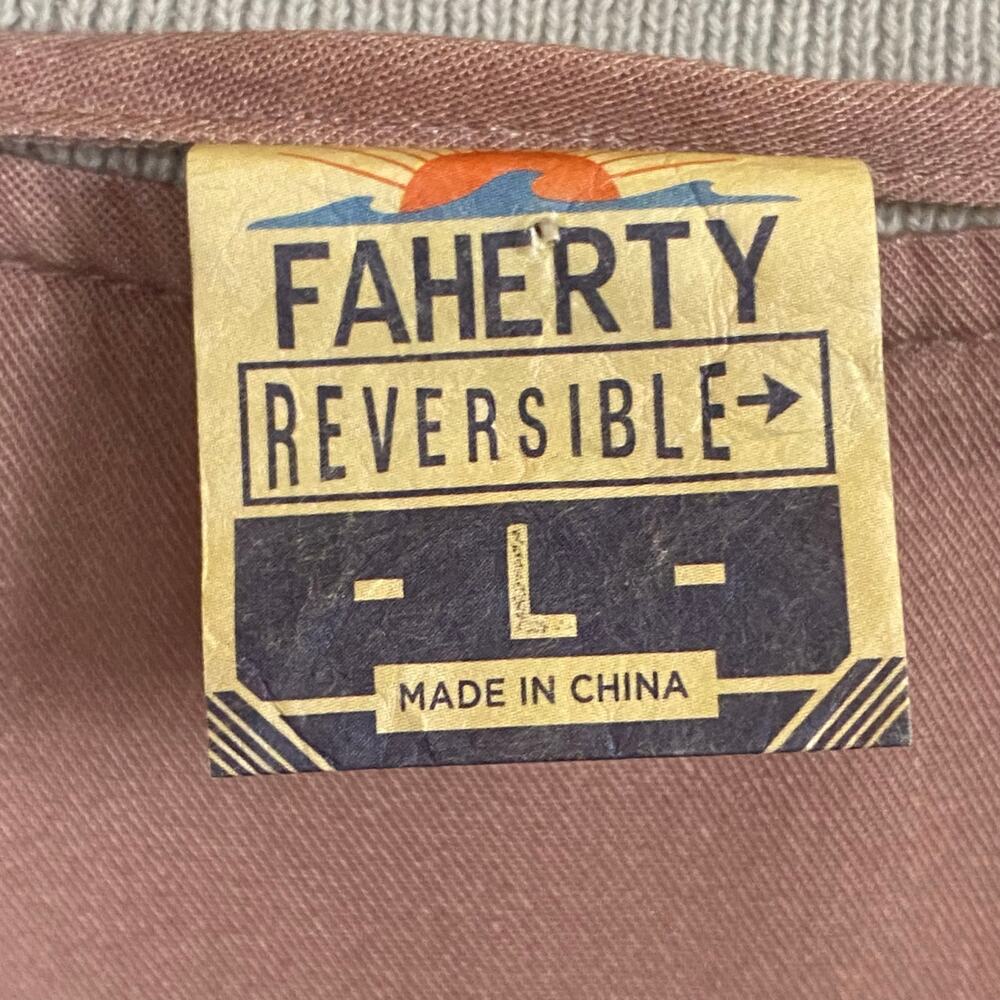 FAHERTY
REVERSIBLE→
- L -
MADE IN CHINA